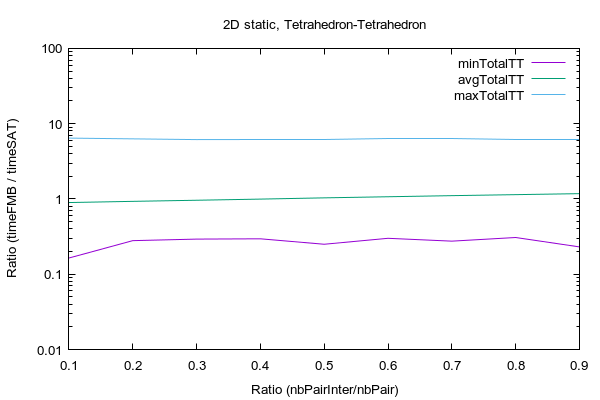 2D static, Tetrahedron-Tetrahedron
minTotalTT
avgTotalTT
maxTotalTT
Ratio (timeFMB / timeSAT)
100
10
1
0.1
0.01
0.1 0.2 0.3 0.4 0.5 0.6 0.7 0.8 0.9
Ratio (nbPairInter/nbPair)